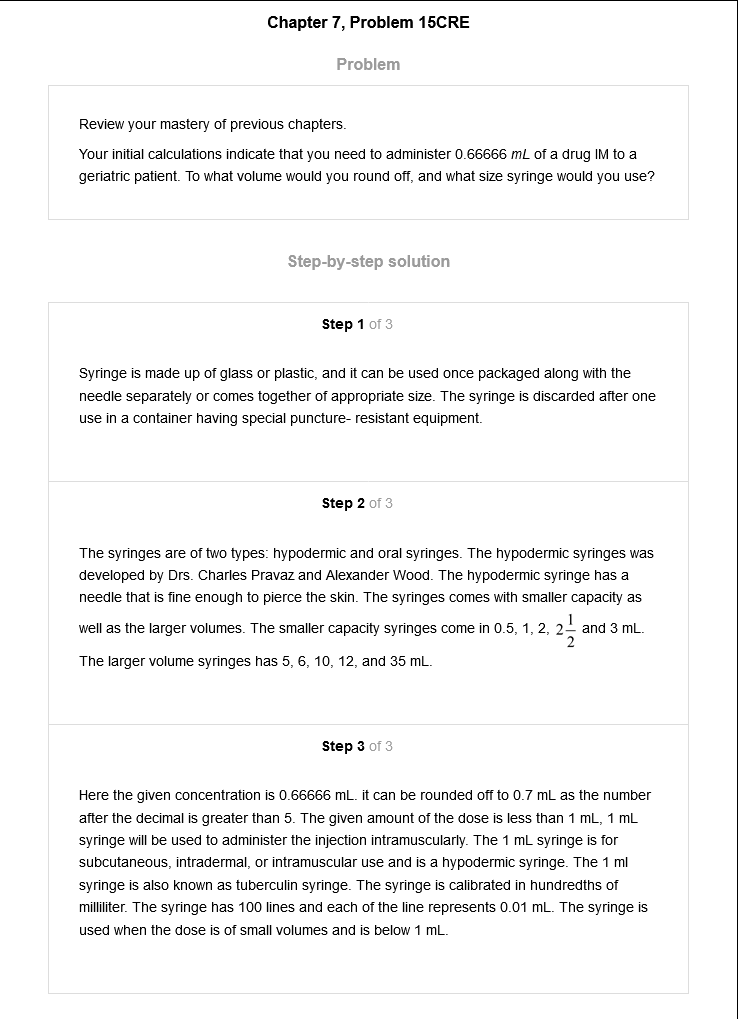 Chapter 7, Problem 15CRE
Problem
Review your mastery of previous chapters.
Your initial calculations indicate that you need to administer 0.66666 mL of a drug IM to a
geriatric patient. To what volume would you round off, and what size syringe would you use?
Step-by-step solution
Step 1 of 3
Syringe is made up of glass or plastic, and it can be used once packaged along with the
needle separately or comes together of appropriate size. The syringe is discarded after one
use in a container having special puncture- resistant equipment.
Step 2 of 3
The syringes are of two types: hypodermic and oral syringes. The hypodermic syringes was
developed by Drs. Charles Pravaz and Alexander Wood. The hypodermic syringe has a
needle that is fine enough to pierce the skin. The syringes comes with smaller capacity as
well as the larger volumes. The smaller capacity syringes come in 0.5, 1, 2, 2 1/2 and 3 mL.
The larger volume syringes has 5, 6, 10, 12, and 35 mL.
Step 3 of 3
Here the given concentration is 0.66666 mL. it can be rounded off to 0.7 mL as the number
after the decimal is greater than 5. The given amount of the dose is less than 1 mL, 1 mL
syringe will be used to administer the injection intramuscularly. The 1 mL syringe is for
subcutaneous, intradermal, or intramuscular use and is a hypodermic syringe. The 1 ml
syringe is also known as tuberculin syringe. The syringe is calibrated in hundredths of
milliliter. The syringe has 100 lines and each of the line represents 0.01 mL. The syringe is
used when the dose is of small volumes and is below 1 mL.